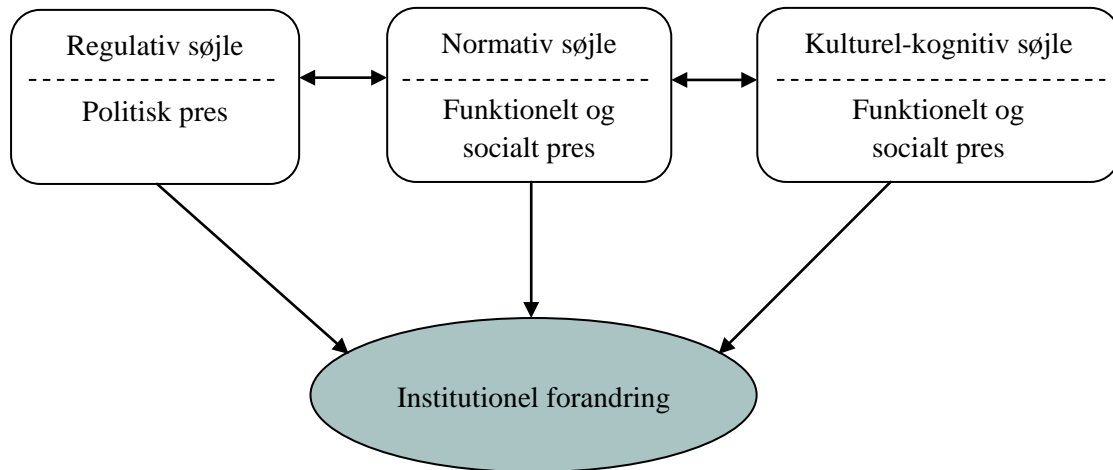 Regulativ søjle
Politisk pres
Normativ søjle
Funktionelt og
socialt pres
Kulturel-kognitiv søjle
Funktionelt og
socialt pres
Institutionel forandring